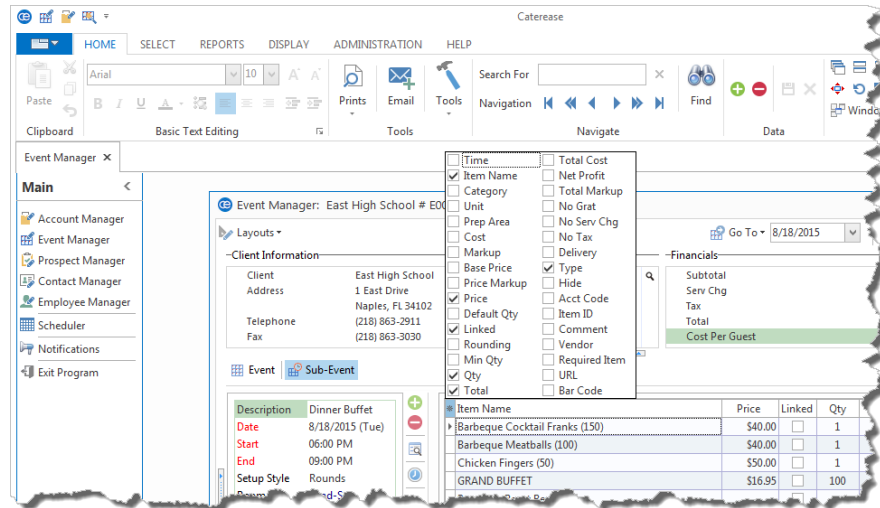 Caterease
HOME SELECT REPORTS DISPLAY ADMINISTRATION HELP
Arial 10 A A
Search For
Paste B I U A Prints Email Tools Navigation Find
Window
Clipboard Basic Text Editing Tools Navigate Data
Event Manager ×
Main <
Account Manager
Event Manager
Prospect Manager
Contact Manager
Employee Manager
Scheduler
Notifications
Exit Program
Event Manager: East High School # E00
Layouts
Go To 8/18/2015
Client Information
Client East High School
Address 1 East Drive
Naples, FL 34102
Telephone (218) 863-2911
Fax (218) 863-3030
Event Sub-Event
Time Total Cost
Item Name Net Profit
Category Total Markup
Unit No Grat
Prep Area No Serv Chg
Cost No Tax
Markup Delivery
Base Price Type
Price Markup Hide
Price Acct Code
Default Qty Item ID
Linked Comment
Rounding Vendor
Min Qty Required Item
Qty URL
Total Bar Code
Financials
Subtotal
Serv Chg
Tax
Total
Cost Per Guest
Description Dinner Buffet
Date 8/18/2015 (Tue)
Start 06:00 PM
End 09:00 PM
Setup Style Rounds
Item Name Price Linked Qty
Barbeque Cocktail Franks (150) $40.00 1
Barbeque Meatballs (100) $40.00 1
Chicken Fingers (50) $50.00 1
GRAND BUFFET $16.95 100